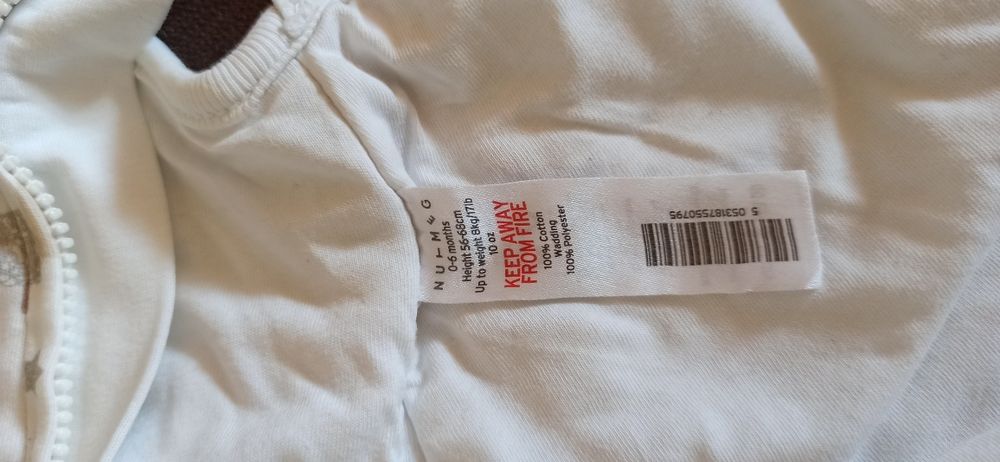 NUTMEG
0-6 months
Height 56-68cm
Up to weight 8kg/17lb
10 oz
KEEP AWAY
FROM FIRE
100% Cotton
Wadding
100% Polyester
5 053187550795